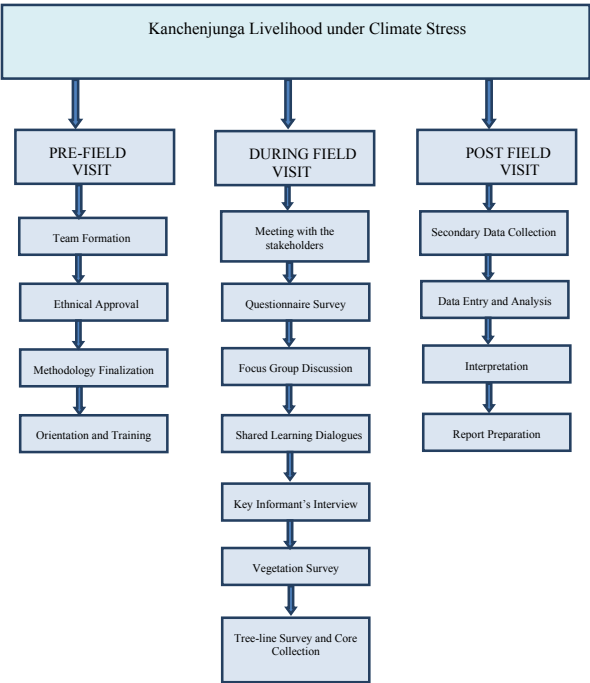 Kanchenjunga Livelihood under Climate Stress
PRE-FIELD
VISIT
Team Formation
Ethnical Approval
Methodology Finalization
Orientation and Training
DURING FIELD
VISIT
Meeting with the
stakeholders
Questionnaire Survey
Focus Group Discussion
Shared Learning Dialogues
Key Informant's Interview
Vegetation Survey
Tree-line Survey and Core
Collection
POST FIELD
VISIT
Secondary Data Collection
Data Entry and Analysis
Interpretation
Report Preparation